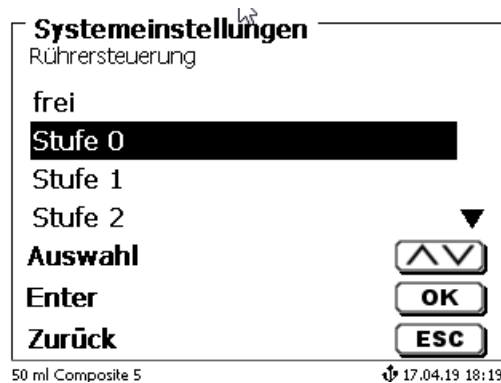 Systemeinstellungen
Rührersteuerung
frei
Stufe 0
Stufe 1
Stufe 2
Auswahl
Enter OK
Zurück ESC
50 ml Composite 5 17.04.19 18:19